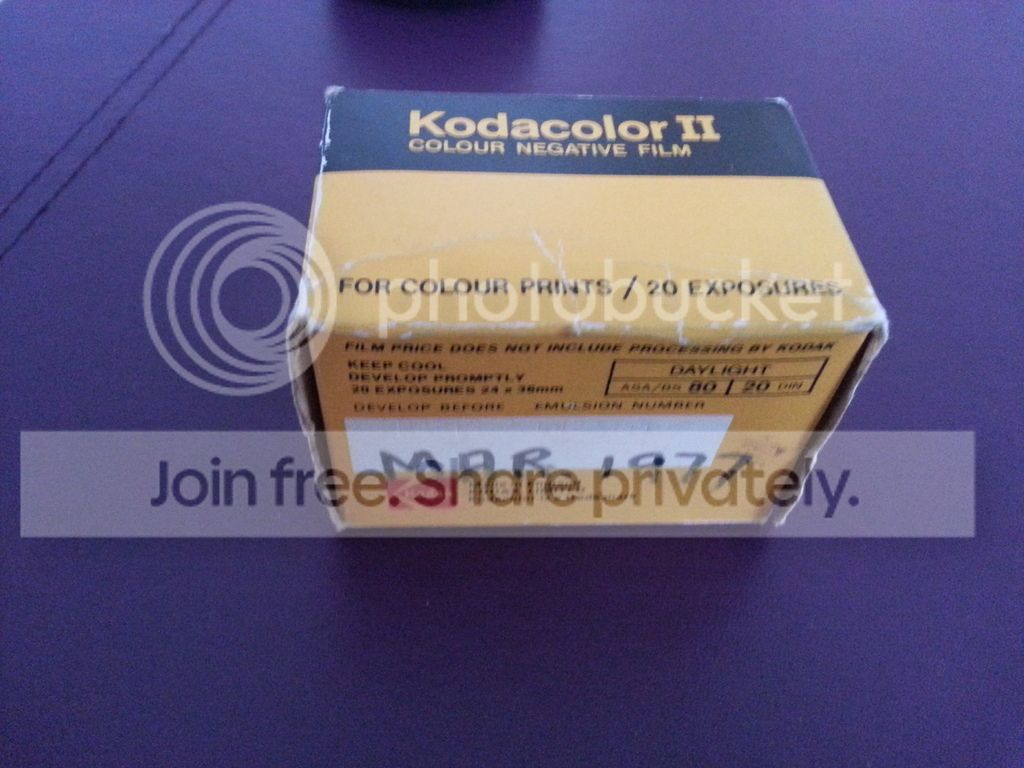 Kodacolor II
COLOUR NEGATIVE FILM
photobucket
FOR COLOUR PRINTS / 20 EXPOSURES
FILM PRICE DOES NOT INCLUDE PROCESSING BY KODAK
KEEP COOL
DEVELOP PROMPTLY
20 EXPOSURES 24 x 36mm
DAYLIGHT
ASA/BS 80 20 DIN
DEVELOP BEFORE EMULSION NUMBER
MAR 1977
Join free. Share privately.